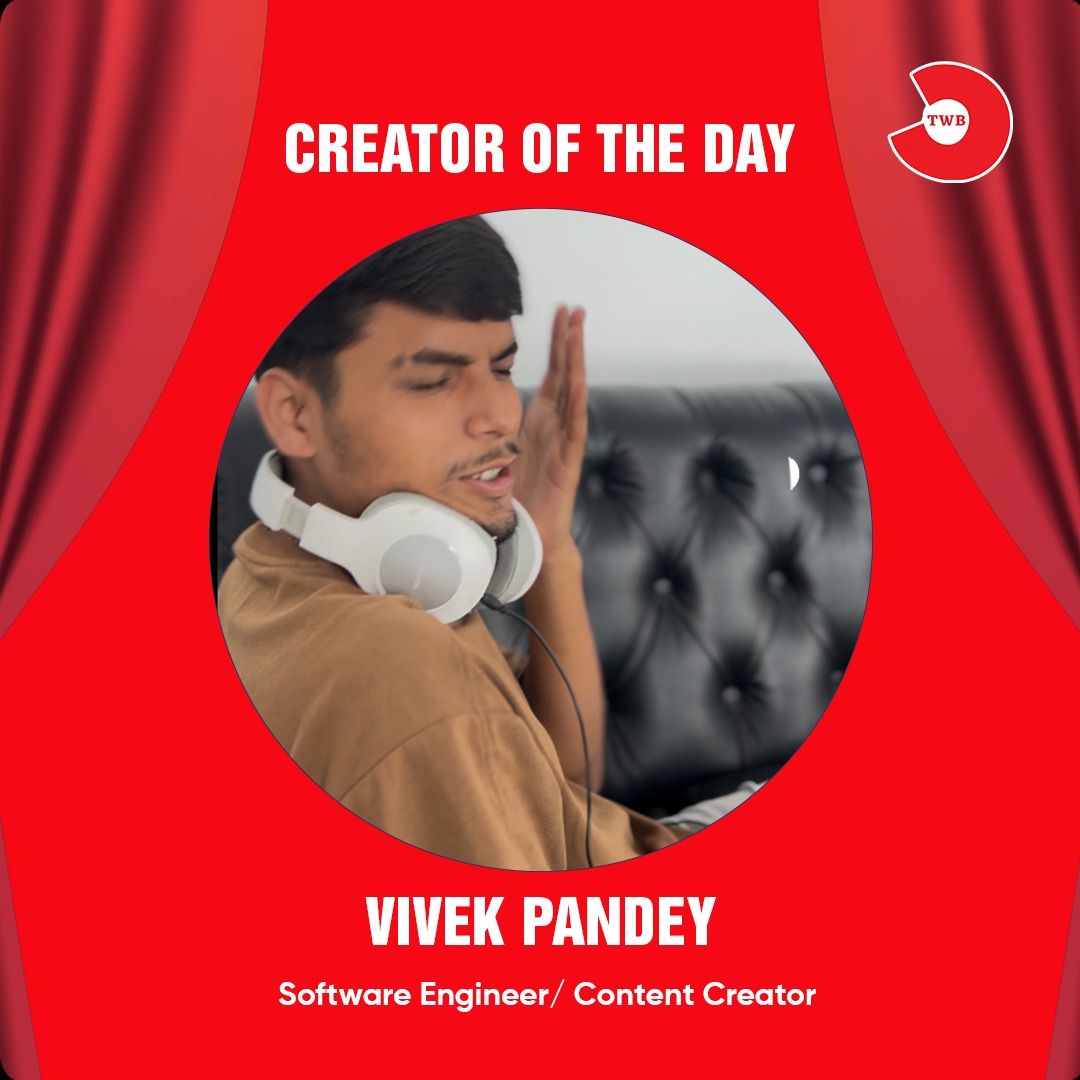 CREATOR OF THE DAY
TWB
VIVEK PANDEY
Software Engineer/ Content Creator